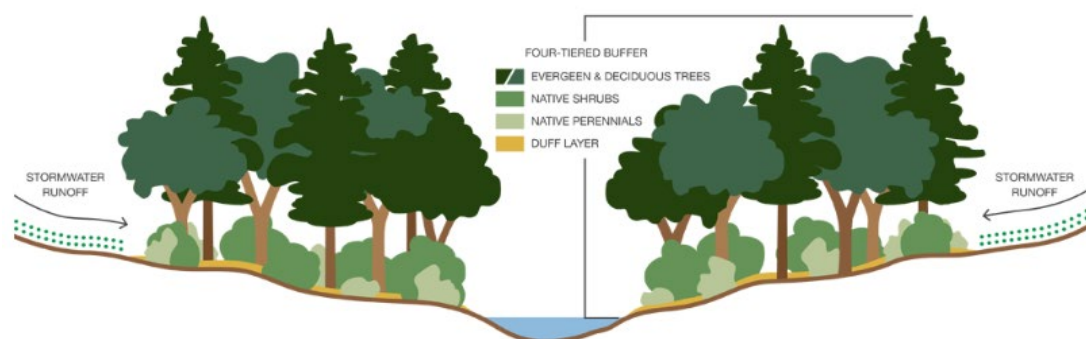 FOUR-TIERED BUFFER
EVERGEEN & DECIDUOUS TREES
NATIVE SHRUBS
NATIVE PERENNIALS
DUFF LAYER
STORMWATER
RUNOFF
STORMWATER
RUNOFF